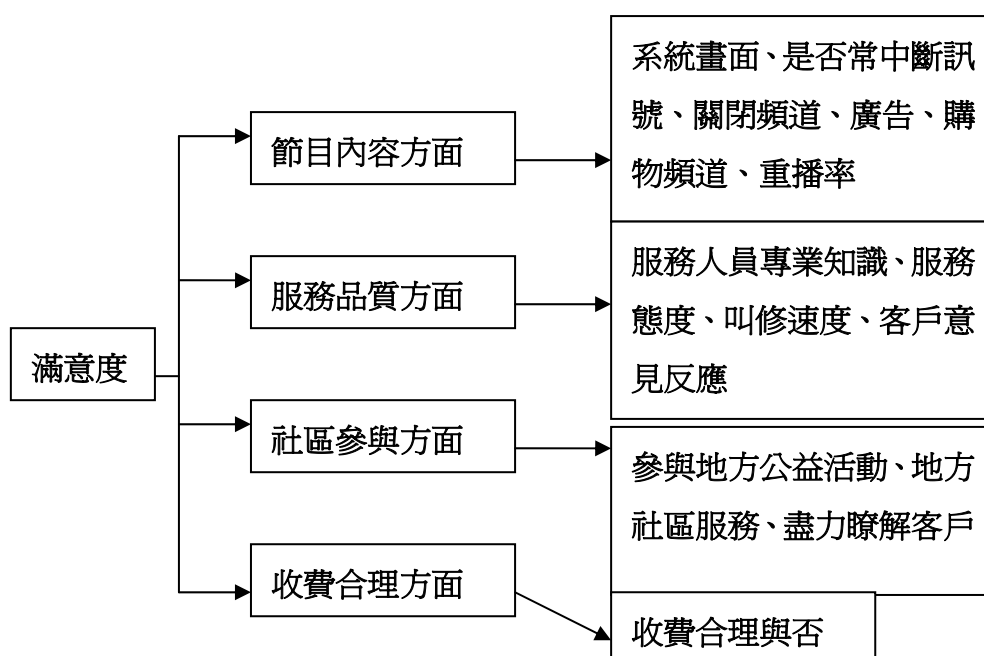 滿意度
節目內容方面
系統畫面、是否常中斷訊
號、關閉頻道、廣告、購
物頻道、重播率
服務品質方面
服務人員專業知識、服務
態度、叫修速度、客戶意
見反應
社區參與方面
參與地方公益活動、地方
社區服務、盡力瞭解客戶
收費合理方面
收費合理與否